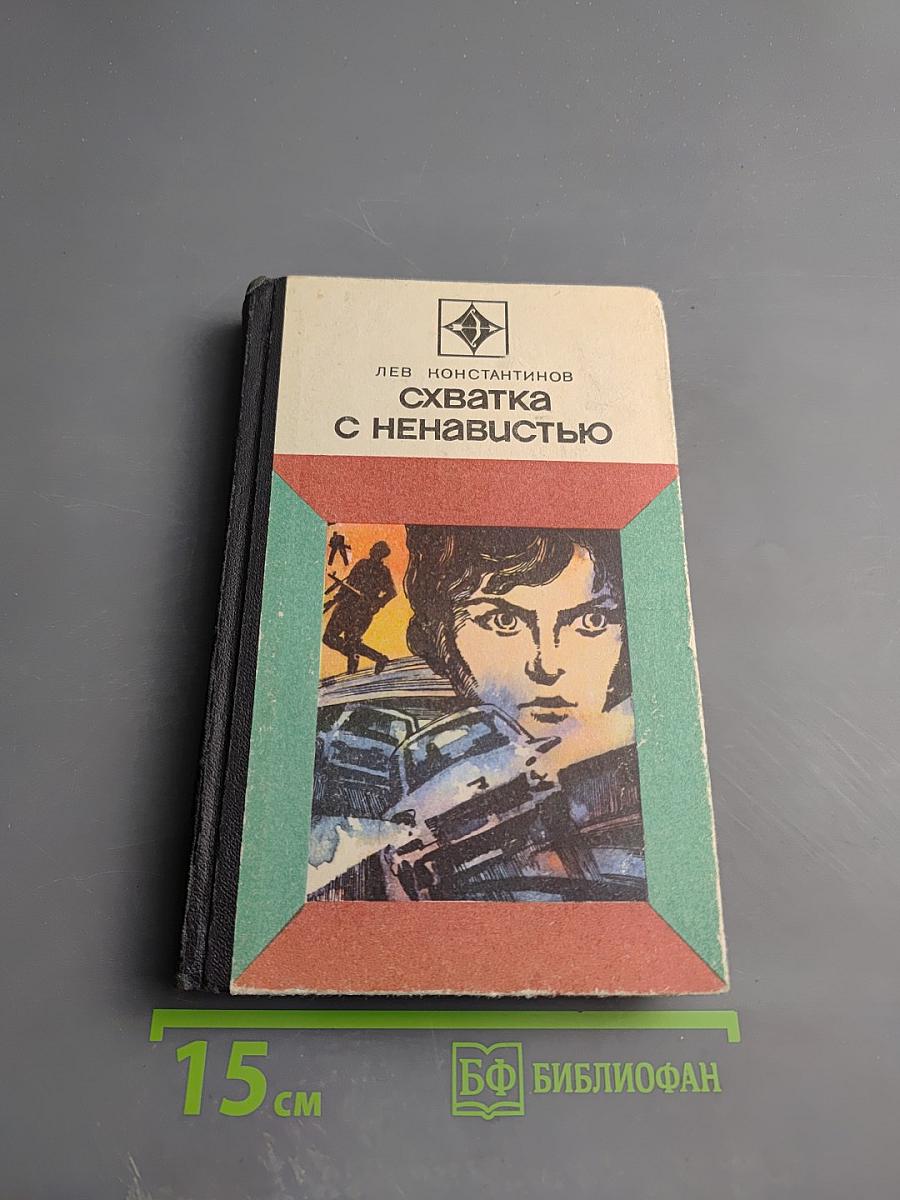 ЛЕВ КОНСТАНТИНОВ
СХВАТКА
С НЕНАВИСТЬЮ
15 см
БФ БИБЛИОФАН